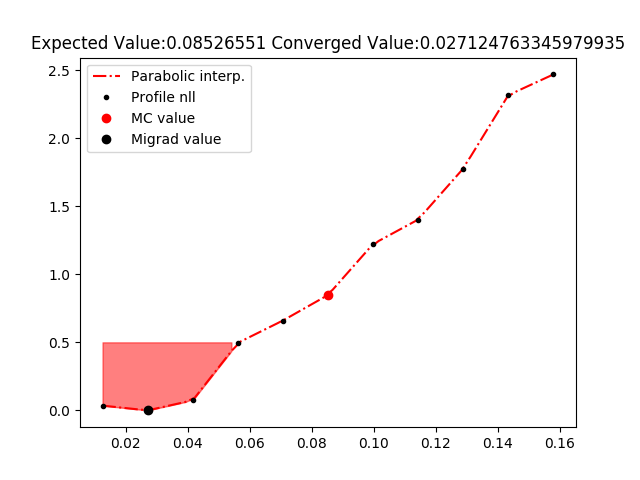 Expected Value:0.08526551 Converged Value:0.027124763345979935
Parabolic interp.
Profile nll
MC value
Migrad value
2.5
2.0
1.5
1.0
0.5
0.0
0.02 0.04 0.06 0.08 0.10 0.12 0.14 0.16